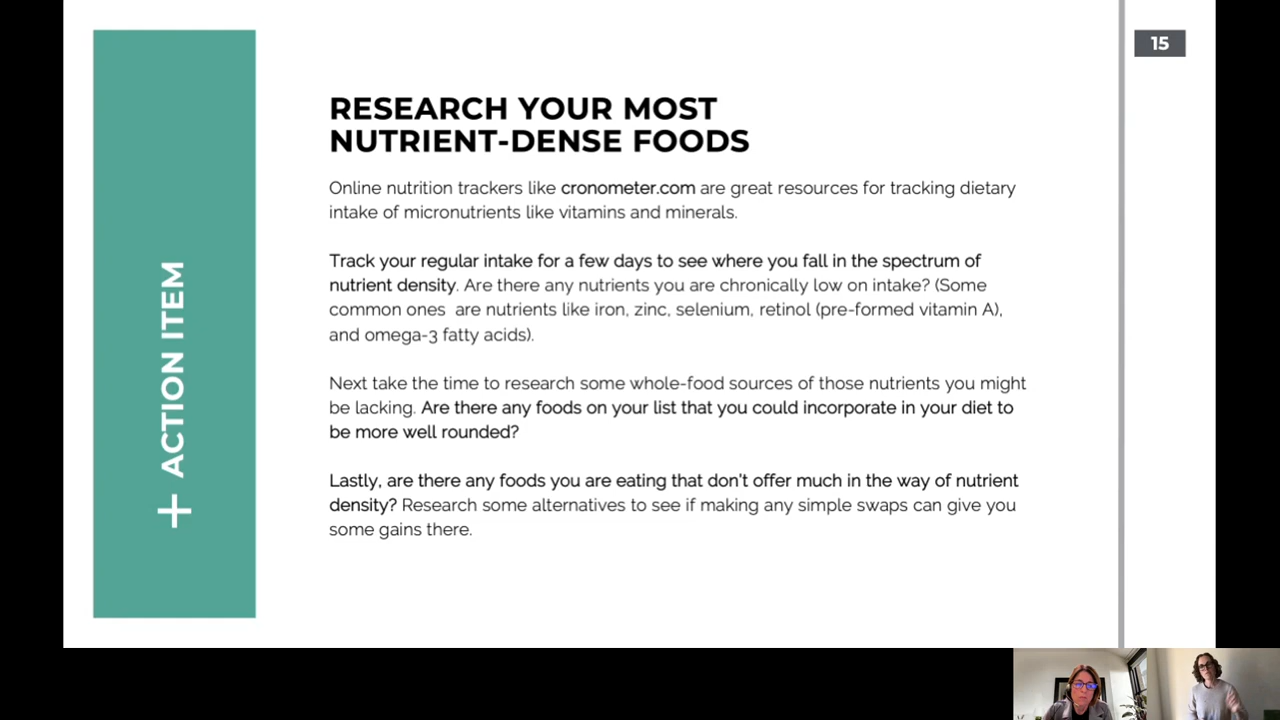 15
+ ACTION ITEM
RESEARCH YOUR MOST
NUTRIENT-DENSE FOODS
Online nutrition trackers like cronometer.com are great resources for tracking dietary
intake of micronutrients like vitamins and minerals.
Track your regular intake for a few days to see where you fall in the spectrum of
nutrient density. Are there any nutrients you are chronically low on intake? (Some
common ones  are nutrients like iron, zinc, selenium, retinol (pre-formed vitamin A),
and omega-3 fatty acids).
Next take the time to research some whole-food sources of those nutrients you might
be lacking. Are there any foods on your list that you could incorporate in your diet to
be more well rounded?
Lastly, are there any foods you are eating that don't offer much in the way of nutrient
density? Research some alternatives to see if making any simple swaps can give you
some gains there.